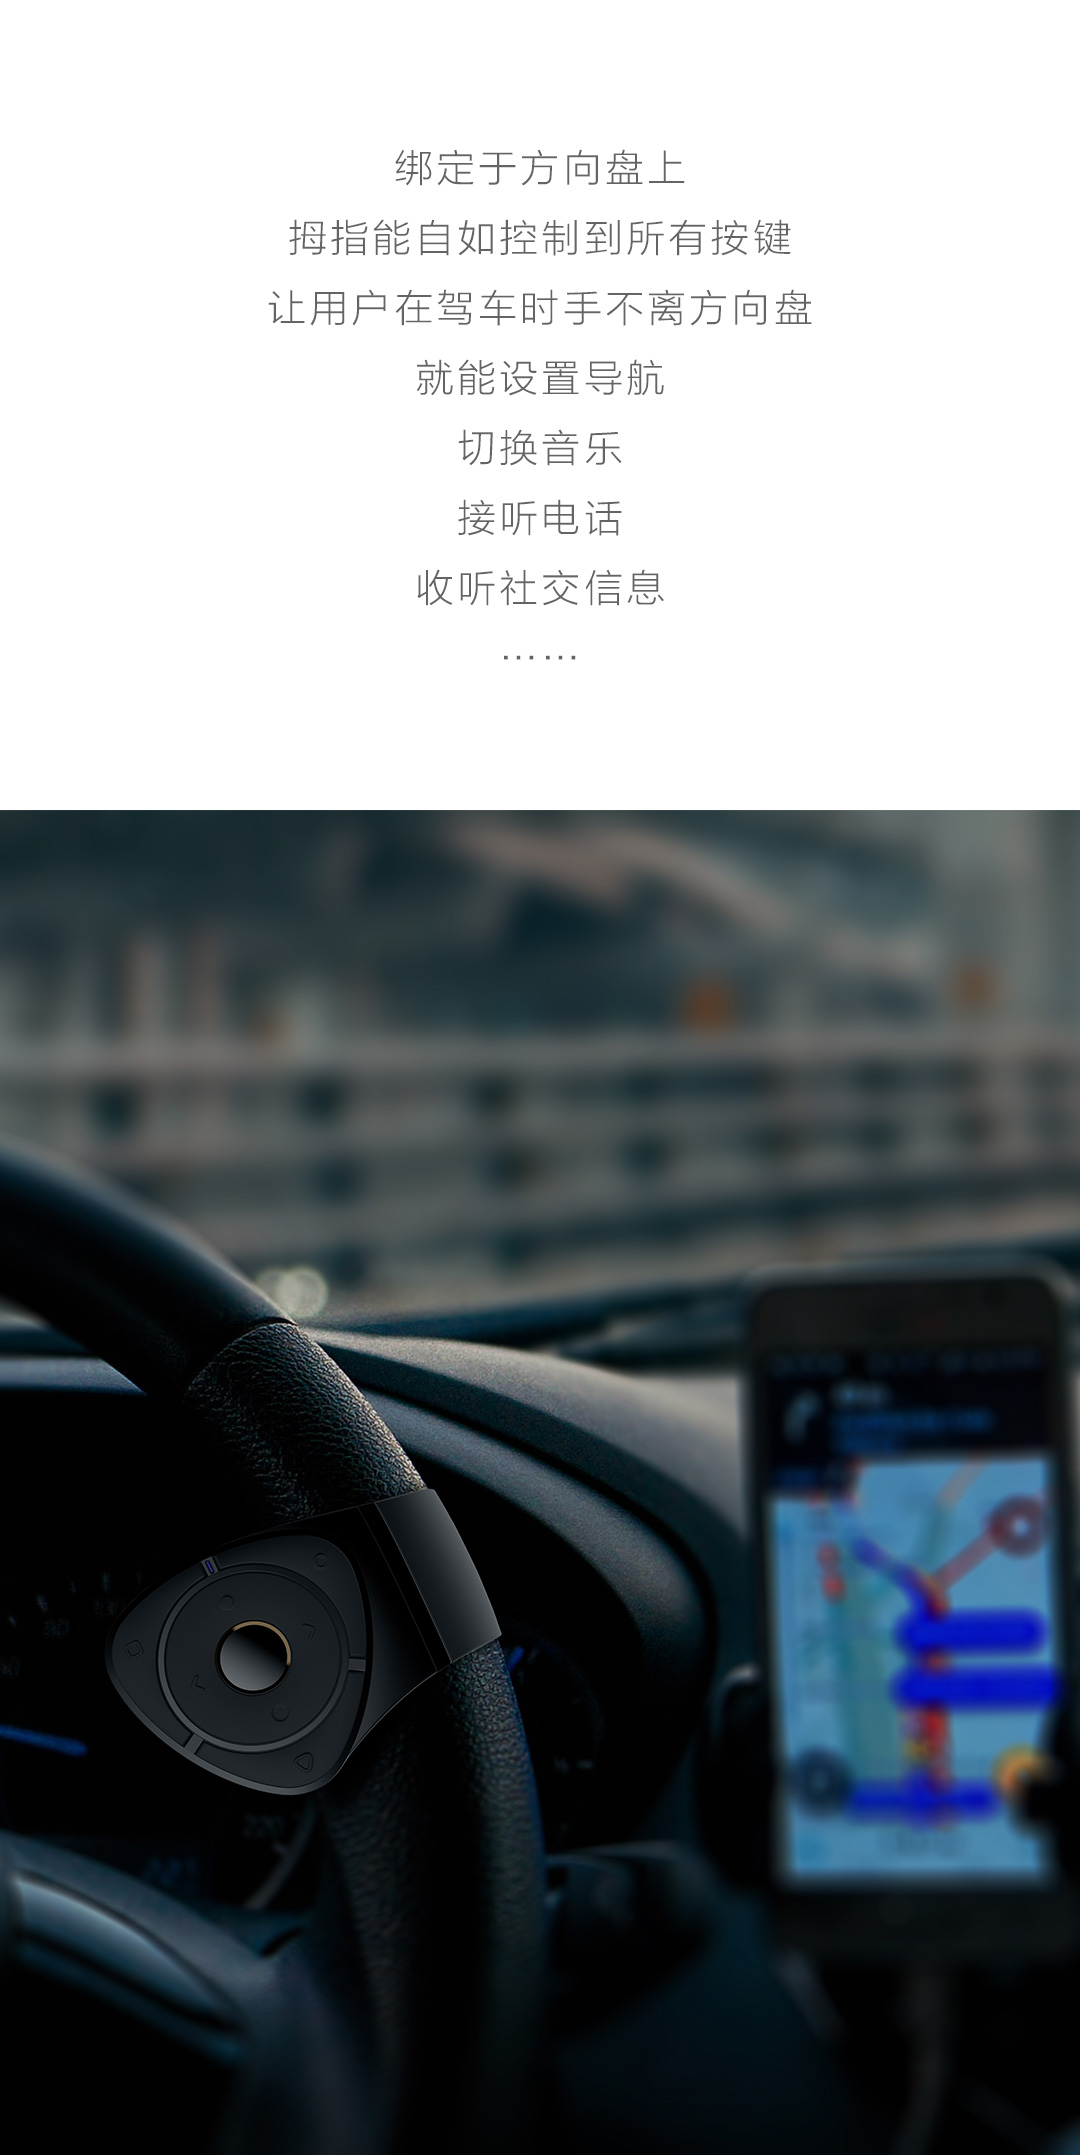 绑定于方向盘上
拇指能自如控制到所有按键
让用户在驾车时手不离方向盘
就能设置导航
切换音乐
接听电话
收听社交信息
……